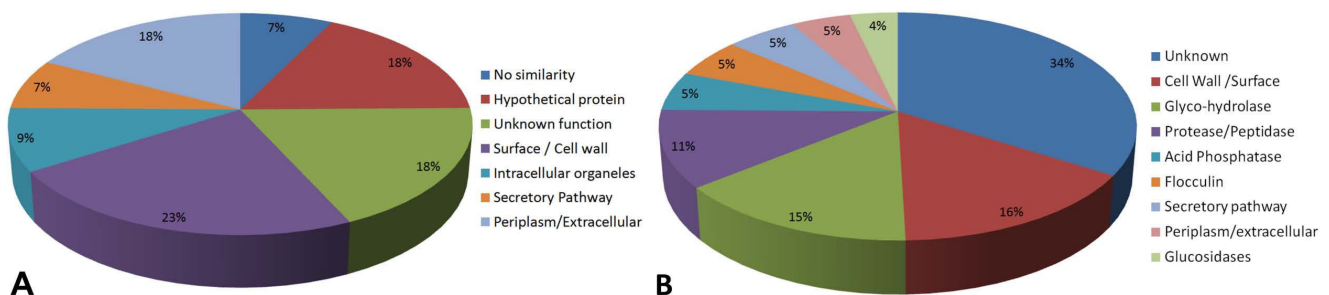 7%
18%
18%
23%
9%
7%
18%
No similarity
Hypothetical protein
Unknown function
Surface / Cell wall
Intracellular organeles
Secretory Pathway
Periplasm/Extracellular
A
34%
16%
15%
11%
5%
5%
5%
5%
4%
Unknown
Cell Wall /Surface
Glyco-hydrolase
Protease/Peptidase
Acid Phosphatase
Flocculin
Secretory pathway
Periplasm/extracellular
Glucosidases
B